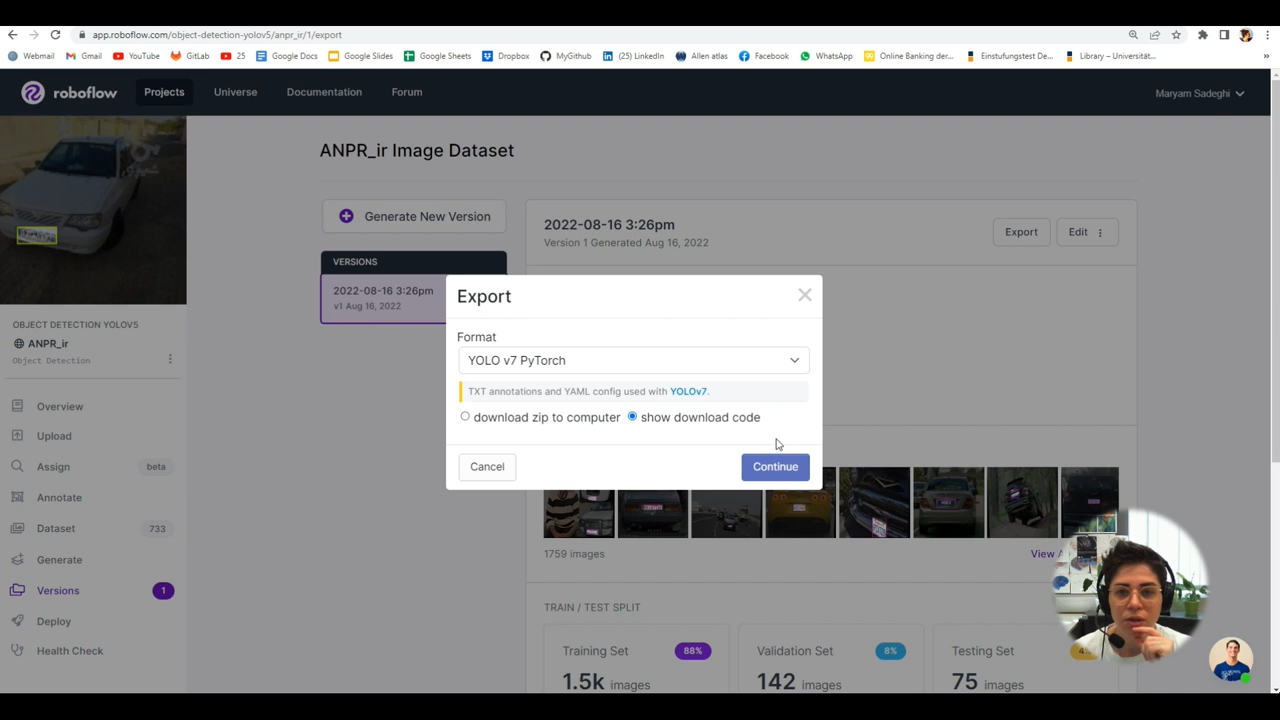 app.roboflow.com/object-detection-yolov5/anpr_ir/1/export
Webmail Gmail YouTube GitLab 25 Google Docs Google Slides Google Sheets Dropbox MyGithub (25) LinkedIn Allen atlas Facebook WhatsApp Online Banking der... Einstufungstest De... Library – Universität... »
roboflow Projects Universe Documentation Forum Maryam Sadeghi
ANPR_ir Image Dataset
Generate New Version
2022-08-16 3:26pm
Version 1 Generated Aug 16, 2022
Export Edit
VERSIONS
2022-08-16 3:26pm
v1 Aug 16, 2022
Export
Format
YOLO v7 PyTorch
TXT annotations and YAML config used with YOLOv7.
download zip to computer show download code
Cancel Continue
OBJECT DETECTION YOLOV5
ANPR_ir
Object Detection
Overview
Upload
Assign beta
Annotate
Dataset 733
Generate
Versions 1
Deploy
Health Check
1759 images
View
TRAIN / TEST SPLIT
Training Set 88%
1.5k images
Validation Set 8%
142 images
Testing Set
75 images